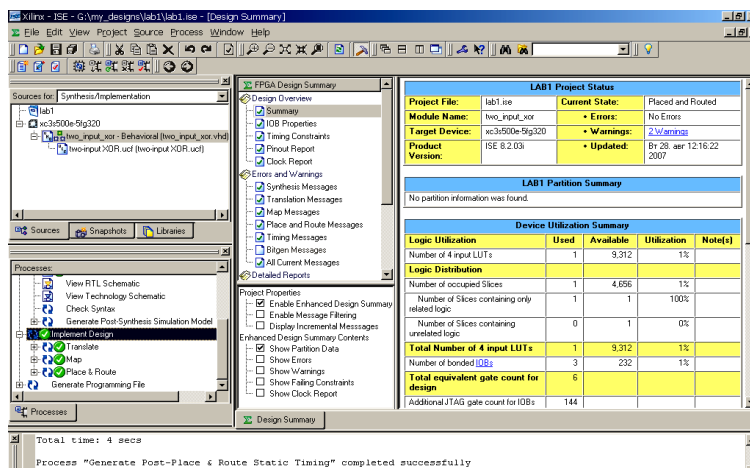 Xilinx - ISE - G:\my_designs\lab1\lab1.ise - [Design Summary]
File Edit View Project Source Process Window Help
Sources for: Synthesis/Implementation
lab1
xc3s500e-5fg320
two_input_xor - Behavioral (two_input_xor.vhd)
two-input XOR.ucf (two-input XOR.ucf)
Sources Snapshots Libraries
Processes:
View RTL Schematic
View Technology Schematic
Check Syntax
Generate Post-Synthesis Simulation Model
Implement Design
Translate
Map
Place & Route
Generate Programming File
Processes
FPGA Design Summary
Design Overview
Summary
IOB Properties
Timing Constraints
Pinout Report
Clock Report
Errors and Warnings
Synthesis Messages
Translation Messages
Map Messages
Place and Route Messages
Timing Messages
Bitgen Messages
All Current Messages
Detailed Reports
Project Properties
Enable Enhanced Design Summary
Enable Message Filtering
Display Incremental Messsages
Enhanced Design Summary Contents
Show Partition Data
Show Errors
Show Warnings
Show Failing Constraints
Show Clock Report
Design Summary
LAB1 Project Status
Project File: lab1.ise Current State: Placed and Routed
Module Name: two_input_xor • Errors: No Errors
Target Device: xc3s500e-5fg320 • Warnings: 2 Warnings
Product Version: ISE 8.2.03i • Updated: Вт 28. авг 12:16:22 2007
LAB1 Partition Summary
No partition information was found.
Device Utilization Summary
Logic Utilization Used Available Utilization Note(s)
Number of 4 input LUTs 1 9,312 1%
Logic Distribution
Number of occupied Slices 1 4,656 1%
Number of Slices containing only related logic 1 1 100%
Number of Slices containing unrelated logic 0 1 0%
Total Number of 4 input LUTs 1 9,312 1%
Number of bonded IOBs 3 232 1%
Total equivalent gate count for design 6
Additional JTAG gate count for IOBs 144
Total time: 4 secs
Process "Generate Post-Place & Route Static Timing" completed successfully